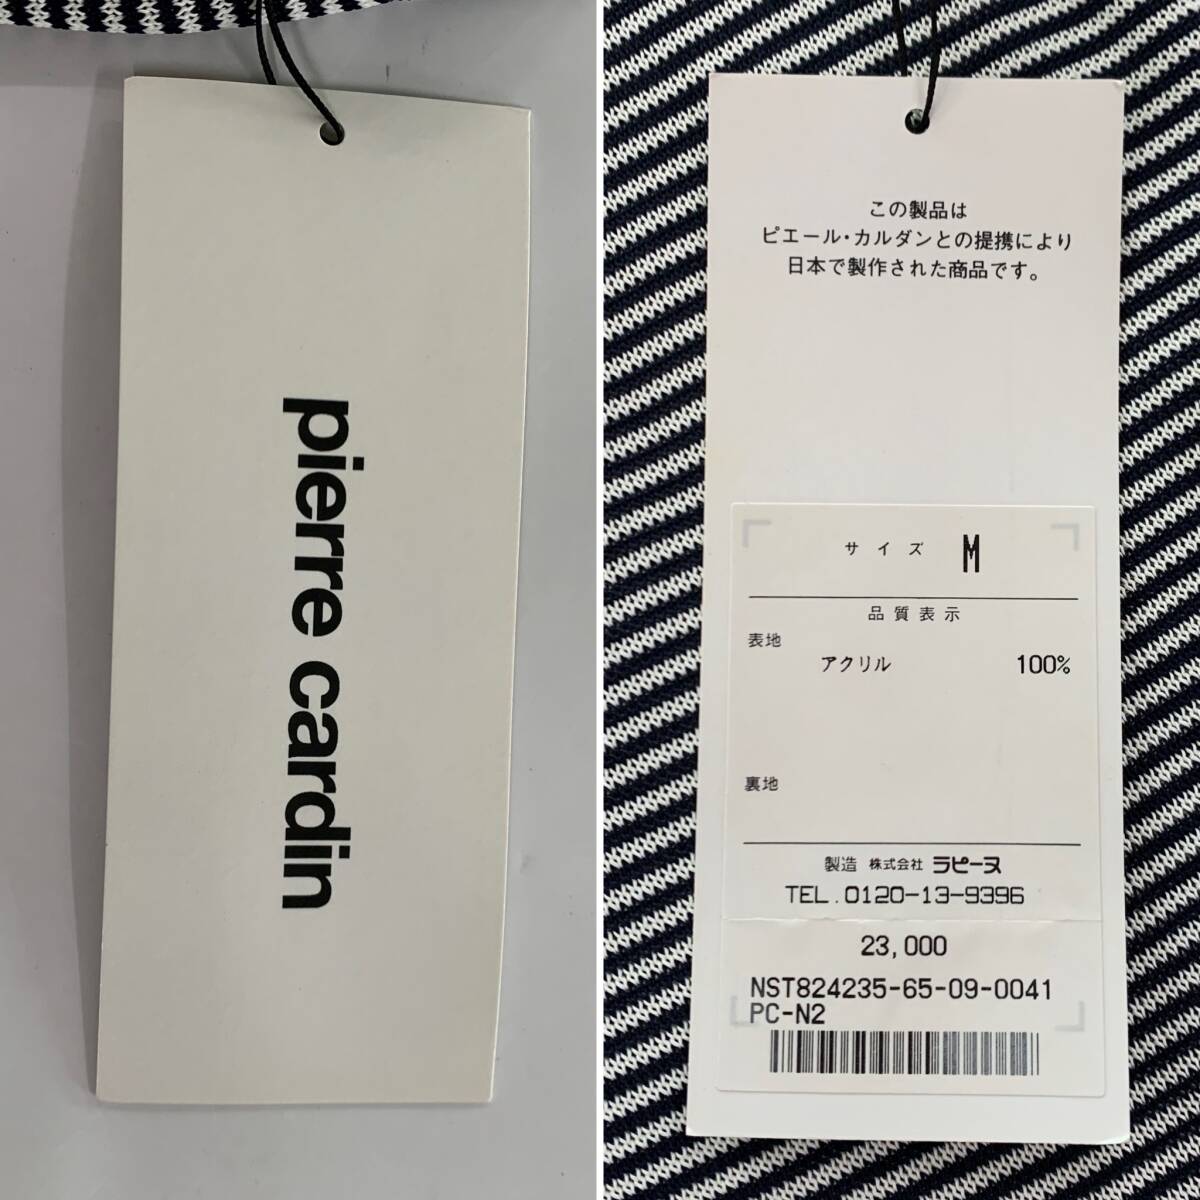 pierre cardin
この製品は
ピエール・カルダンとの提携により
日本で製作された商品です。
サイズ M
品質表示
表地
アクリル 100%
裏地
製造 株式会社 ラピーヌ
TEL.0120-13-9396
23,000
NST824235-65-09-0041
PC-N2